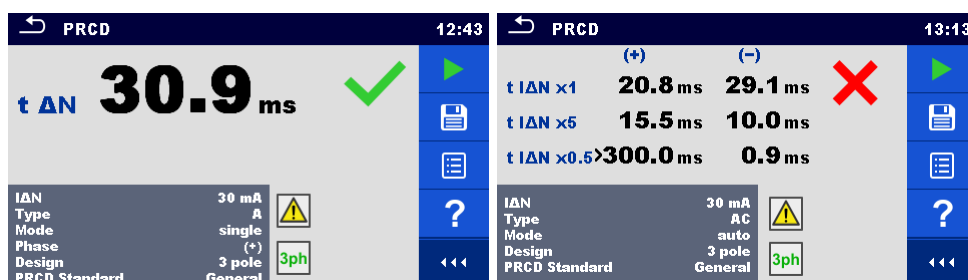 PRCD 12:43
t ΔN 30.9 ms
IΔN 30 mA
Type A
Mode single
Phase (+)
Design 3 pole
PRCD Standard General
3ph
?
PRCD 13:13
(+) (−)
t IΔN x1 20.8 ms 29.1 ms
t IΔN x5 15.5 ms 10.0 ms
t IΔN x0.5 >300.0 ms 0.9 ms
IΔN 30 mA
Type AC
Mode auto
Design 3 pole
PRCD Standard General
3ph
?